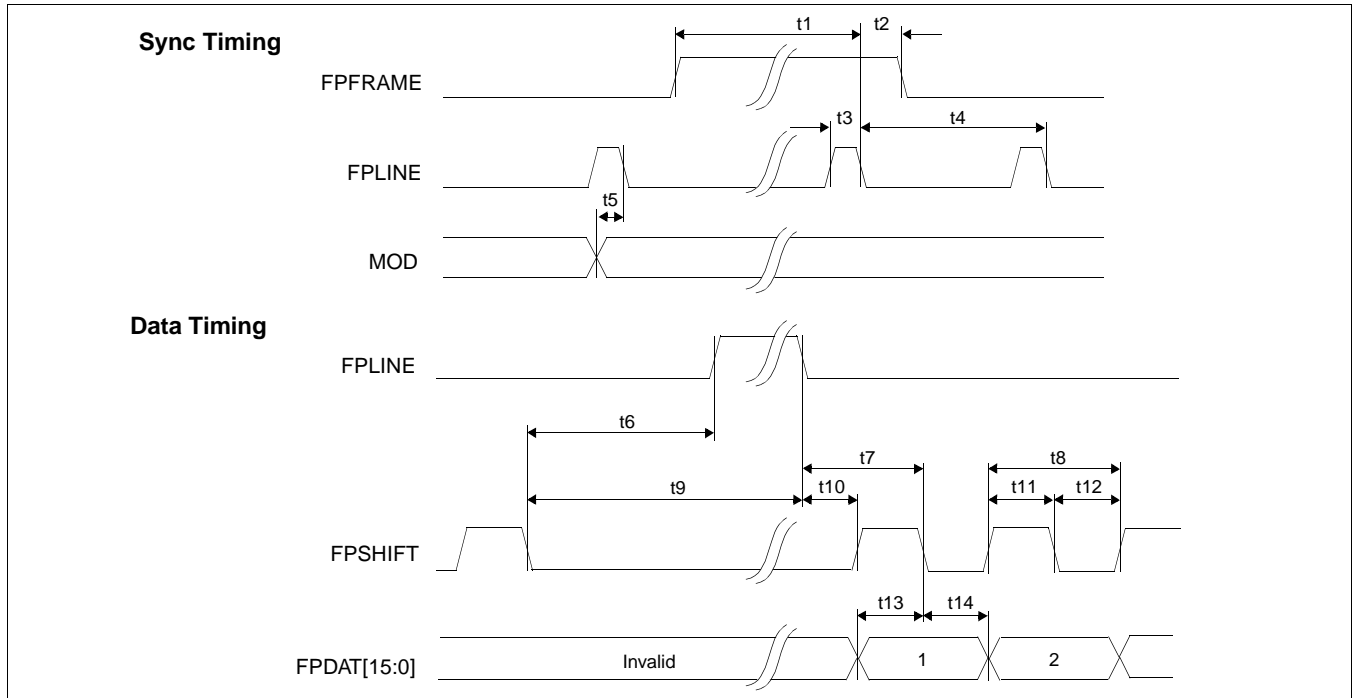 Sync Timing
t1 t2
FPFRAME
t3 t4
FPLINE
t5
MOD
Data Timing
FPLINE
t6
t7 t8
t9 t10 t11 t12
FPSHIFT
t13 t14
FPDAT[15:0] Invalid 1 2